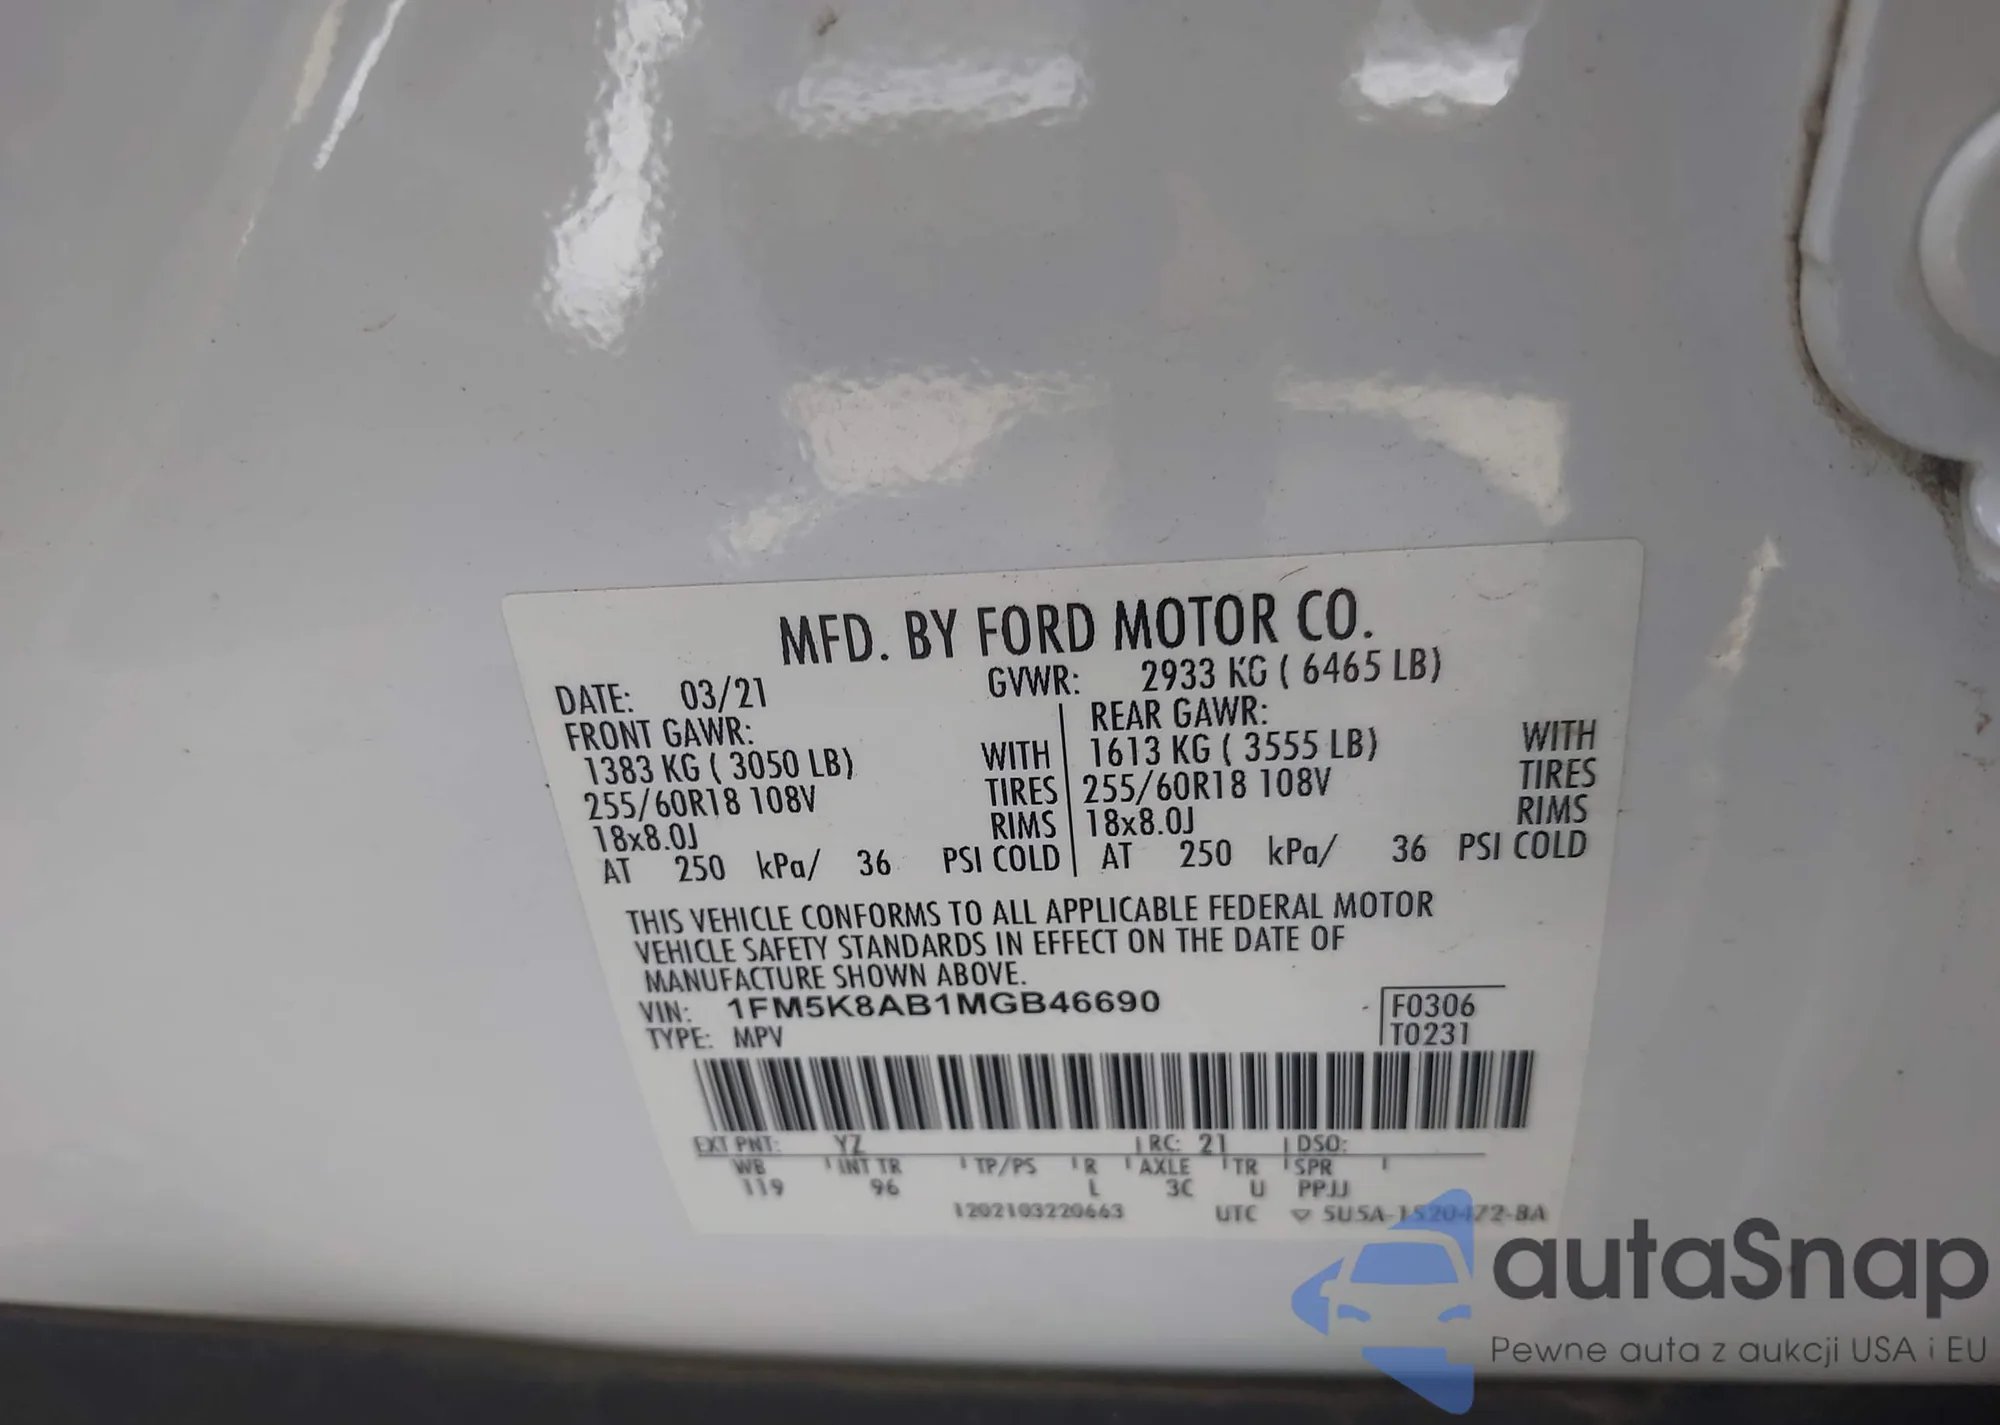 MFD. BY FORD MOTOR CO.
DATE: 03/21 GVWR: 2933 KG ( 6465 LB)
FRONT GAWR: REAR GAWR:
1383 KG ( 3050 LB) WITH 1613 KG ( 3555 LB) WITH
255/60R18 108V TIRES 255/60R18 108V TIRES
18x8.0J RIMS 18x8.0J RIMS
AT 250 kPa/ 36 PSI COLD AT 250 kPa/ 36 PSI COLD
THIS VEHICLE CONFORMS TO ALL APPLICABLE FEDERAL MOTOR
VEHICLE SAFETY STANDARDS IN EFFECT ON THE DATE OF
MANUFACTURE SHOWN ABOVE.
VIN: 1FM5K8AB1MGB46690 F0306
TYPE: MPV T0231
EXT PNT: YZ RC: 21 DSO:
WB INT TR TP/PS R AXLE TR SPR
119 96 L 3C U PPJJ
1202103220663 UTC ▽ 5U5A-1520472-BA
autaSnap
Pewne auta z aukcji USA i EU